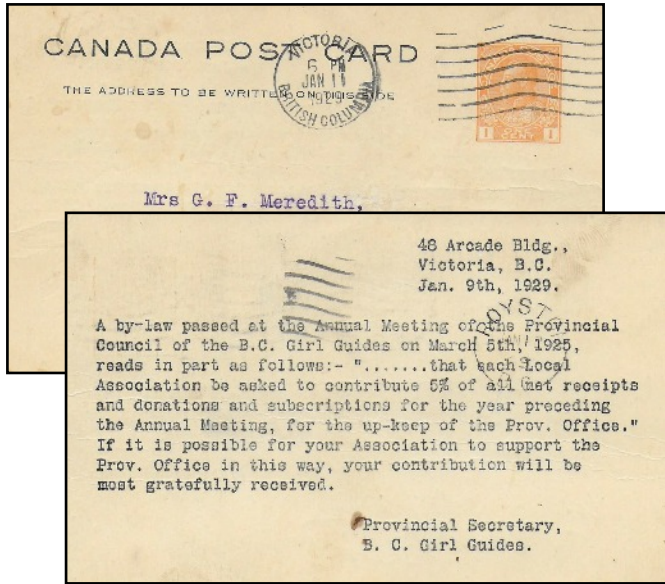 CANADA POST CARD
THE ADDRESS TO BE WRITTEN ON THIS SIDE
VICTORIA
6 PM
JAN 11
1929
BRITISH COLUMBIA
1 CENT 1
Mrs G. F. Meredith,
48 Arcade Bldg.,
Victoria, B.C.
Jan. 9th, 1929.
A by-law passed at the Annual Meeting of the Provincial
Council of the B.C. Girl Guides on March 5th, 1925,
reads in part as follows:- ".......that each Local
Association be asked to contribute 5% of all net receipts
and donations and subscriptions for the year preceding
the Annual Meeting, for the up-keep of the Prov. Office."
If it is possible for your Association to support the
Prov. Office in this way, your contribution will be
most gratefully received.
Provincial Secretary,
B. C. Girl Guides.